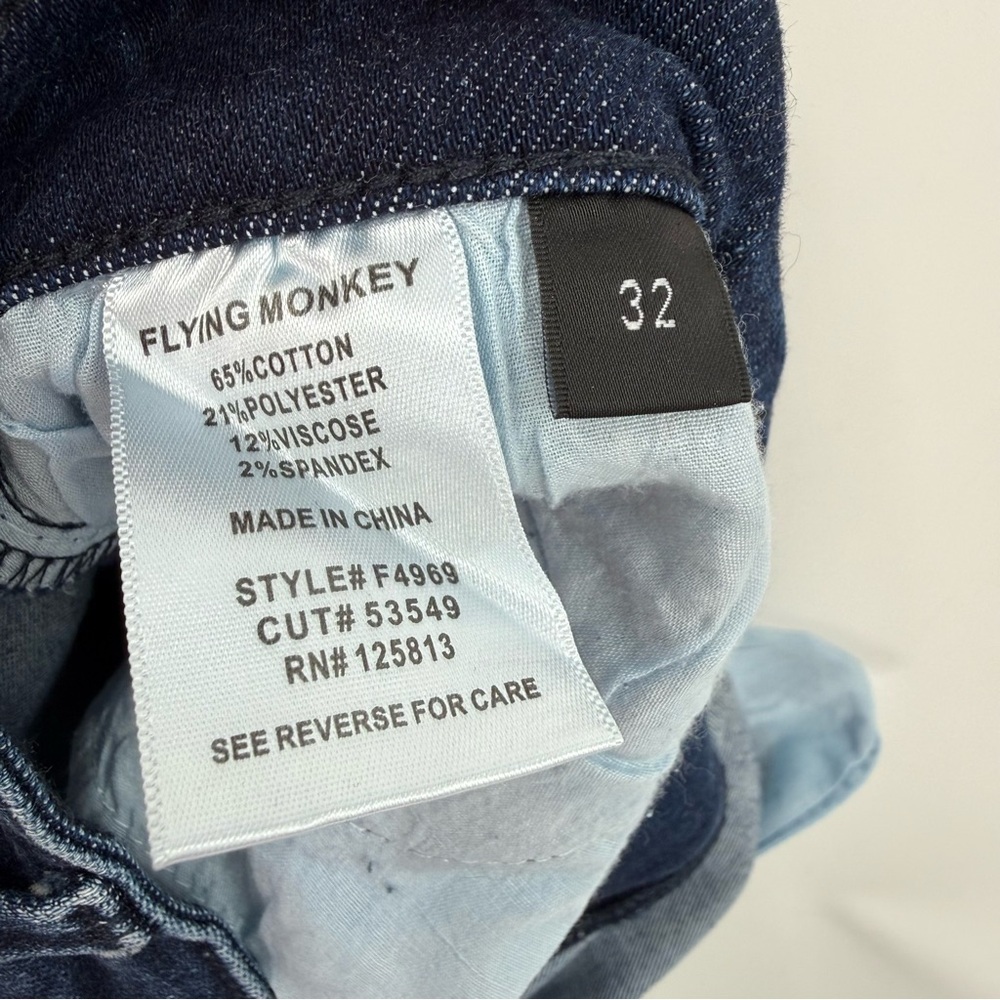 FLYING MONKEY
65%COTTON
21%POLYESTER
12%VISCOSE
2%SPANDEX
MADE IN CHINA
STYLE# F4969
CUT# 53549
RN# 125813
SEE REVERSE FOR CARE
32